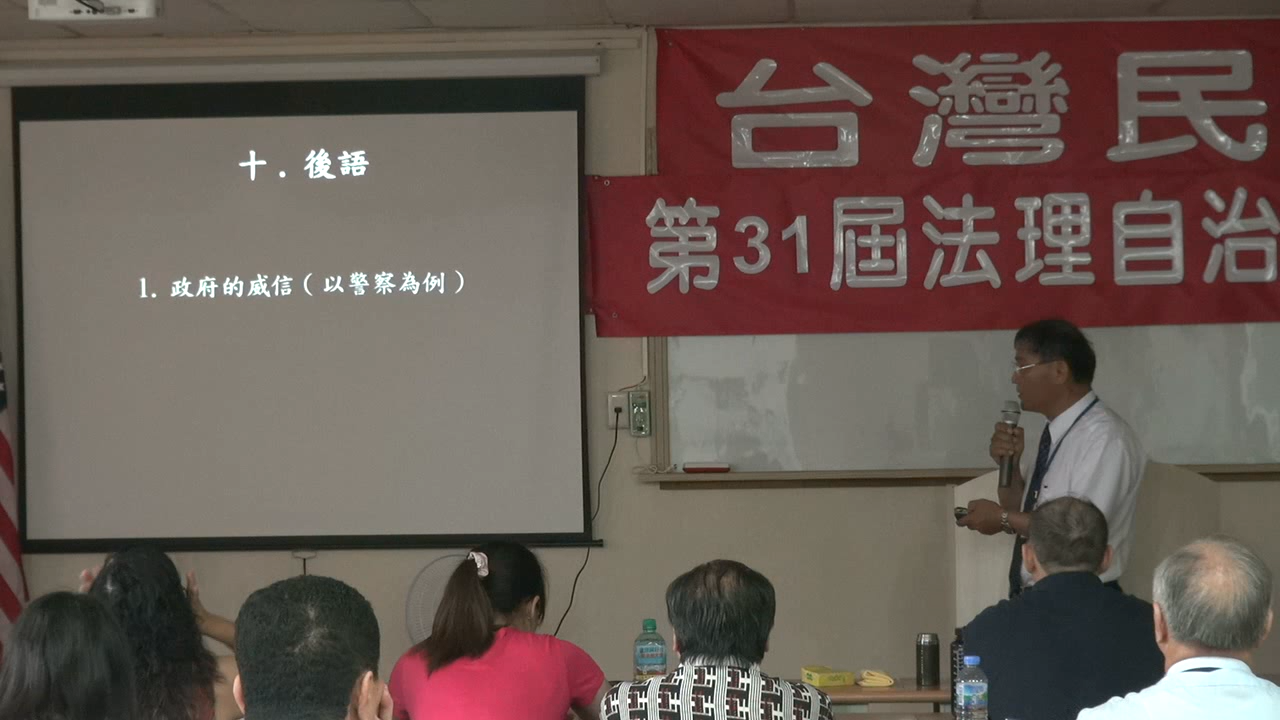 十. 後語
1. 政府的威信(以警察為例)
台灣民
第31屆法理自治